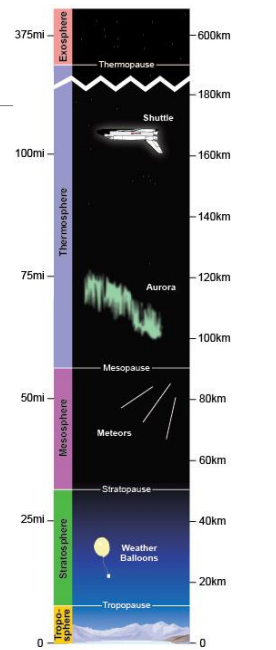 Exosphere
375mi
600km
Thermopause
180km
Shuttle
100mi
160km
Thermosphere
140km
75mi
Aurora
120km
100km
Mesopause
50mi
80km
Mesosphere
Meteors
60km
Stratopause
25mi
40km
Stratosphere
Weather
Balloons
20km
Tropopause
Tropo-
sphere
0
0